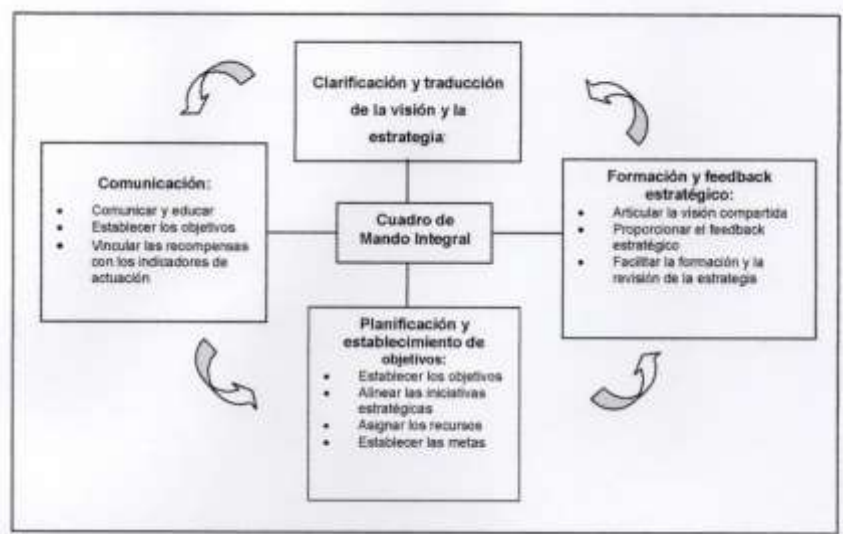 Clarificación y traducción
de la visión y la
estrategia
Comunicación:
• Comunicar y educar
• Establecer los objetivos
• Vincular las recompensas
con los indicadores de
actuación
Cuadro de
Mando Integral
Formación y feedback
estratégico:
• Articular la visión compartida
• Proporcionar el feedback
estratégico
• Facilitar la formación y la
revisión de la estrategia
Planificación y
establecimiento de
objetivos:
• Establecer los objetivos
• Alinear las iniciativas
estratégicas
• Asignar los recursos
• Establecer las metas